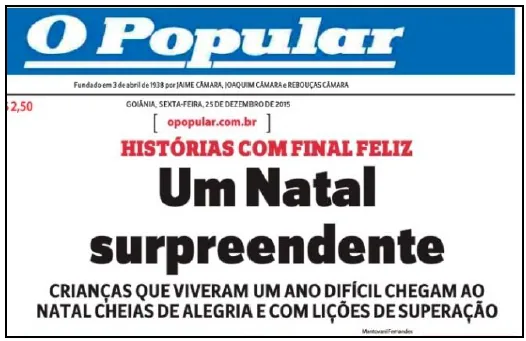 O Popular
Fundado em 3 de abril de 1938 por JAIME CÂMARA, JOAQUIM CÂMARA e REBOUÇAS CÂMARA
$ 2,50
GOIÂNIA, SEXTA-FEIRA, 25 DE DEZEMBRO DE 2015
[ opopular.com.br ]
HISTÓRIAS COM FINAL FELIZ
Um Natal
surpreendente
CRIANÇAS QUE VIVERAM UM ANO DIFÍCIL CHEGAM AO
NATAL CHEIAS DE ALEGRIA E COM LIÇÕES DE SUPERAÇÃO
Mantovani Fernandes